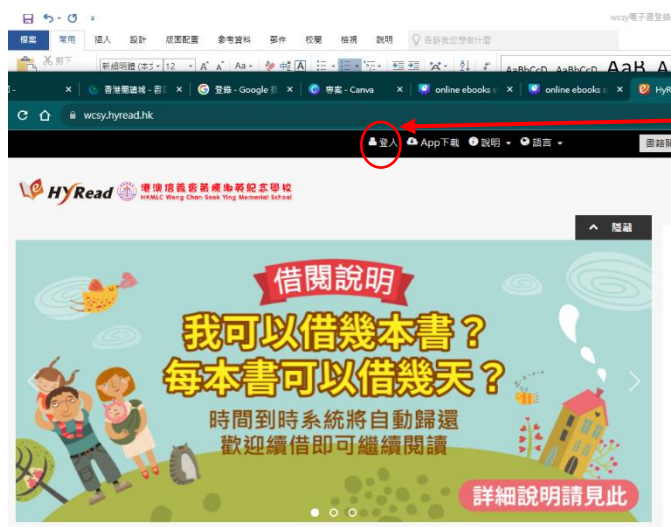 wcsy電子書登錄
檔案 常用 插入 設計 版面配置 參考資料 郵件 校閱 檢視 說明 告訴我您想做什麼
剪下 新細明體 (本文 12 A A Aa
AaBbCcD AaBbCcD AaB
香港閱讀城 - 書 登錄 - Google 專案 - Canva online ebooks s online ebooks s HyR
wcsy.hyread.hk
登入 App下載 說明 語言
HyRead 港澳信義會黃陳淑英紀念學校
HKMLC Wong Chan Sook Ying Memorial School
隱藏
借閱說明
我可以借幾本書？
每本書可以借幾天？
時間到時系統將自動歸還
歡迎續借即可繼續閱讀
詳細說明請見此